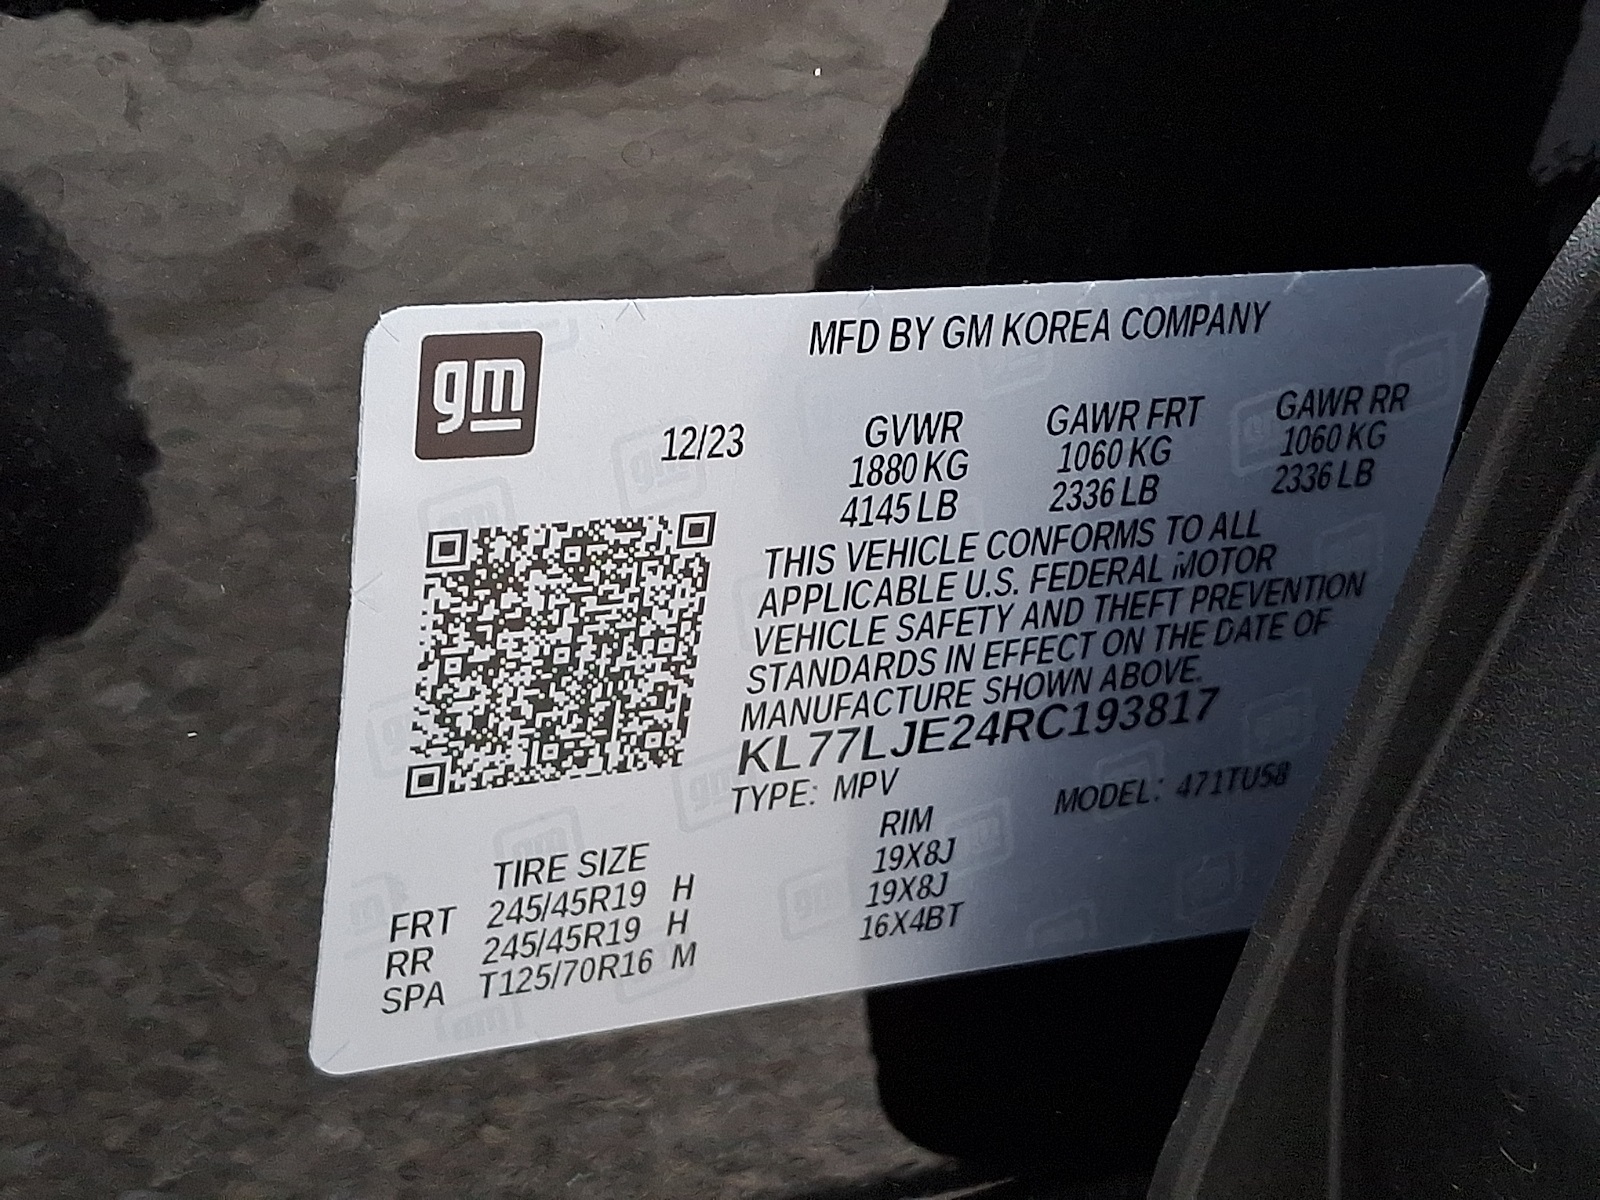 gm
MFD BY GM KOREA COMPANY
12/23
GVWR GAWR FRT GAWR RR
1880 KG 1060 KG 1060 KG
4145 LB 2336 LB 2336 LB
THIS VEHICLE CONFORMS TO ALL
APPLICABLE U.S. FEDERAL MOTOR
VEHICLE SAFETY AND THEFT PREVENTION
STANDARDS IN EFFECT ON THE DATE OF
MANUFACTURE SHOWN ABOVE.
KL77LJE24RC193817
TYPE: MPV MODEL: 471TU58
TIRE SIZE RIM
FRT 245/45R19 H 19X8J
RR 245/45R19 H 19X8J
SPA T125/70R16 M 16X4BT